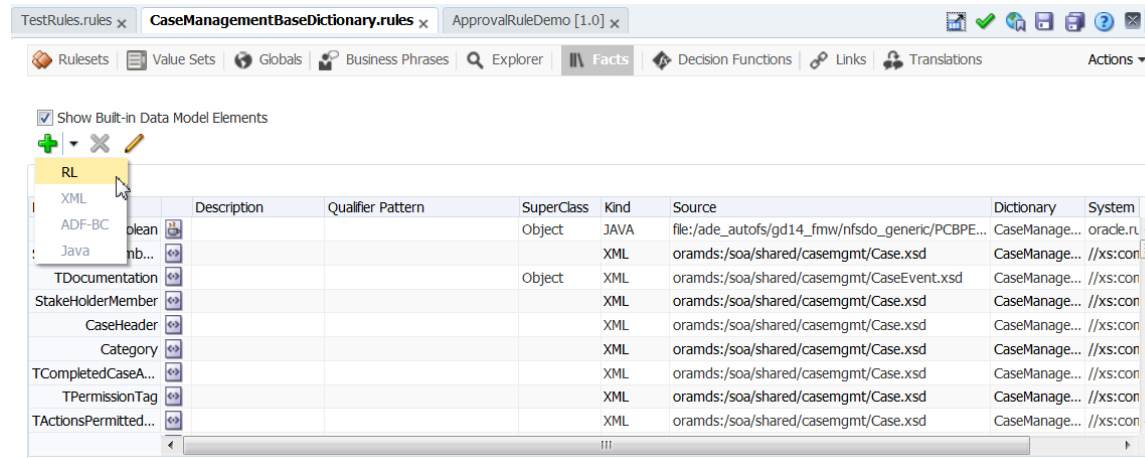 TestRules.rules x CaseManagementBaseDictionary.rules x ApprovalRuleDemo [1.0] x
Rulesets Value Sets Globals Business Phrases Explorer Facts Decision Functions Links Translations Actions
Show Built-in Data Model Elements
RL
XML
ADF-BC
Java
Description Qualifier Pattern SuperClass Kind Source Dictionary System
olean Object JAVA file:/ade_autofs/gd14_fmw/nfsdo_generic/PCBPE... CaseManage... oracle.ru
mb... XML oramds:/soa/shared/casemgmt/Case.xsd CaseManage... //xs:con
TDocumentation Object XML oramds:/soa/shared/casemgmt/CaseEvent.xsd CaseManage... //xs:con
StakeHolderMember XML oramds:/soa/shared/casemgmt/Case.xsd CaseManage... //xs:con
CaseHeader XML oramds:/soa/shared/casemgmt/Case.xsd CaseManage... //xs:con
Category XML oramds:/soa/shared/casemgmt/Case.xsd CaseManage... //xs:con
TCompletedCaseA... XML oramds:/soa/shared/casemgmt/Case.xsd CaseManage... //xs:con
TPermissionTag XML oramds:/soa/shared/casemgmt/Case.xsd CaseManage... //xs:con
TActionsPermitted... XML oramds:/soa/shared/casemgmt/Case.xsd CaseManage... //xs:con